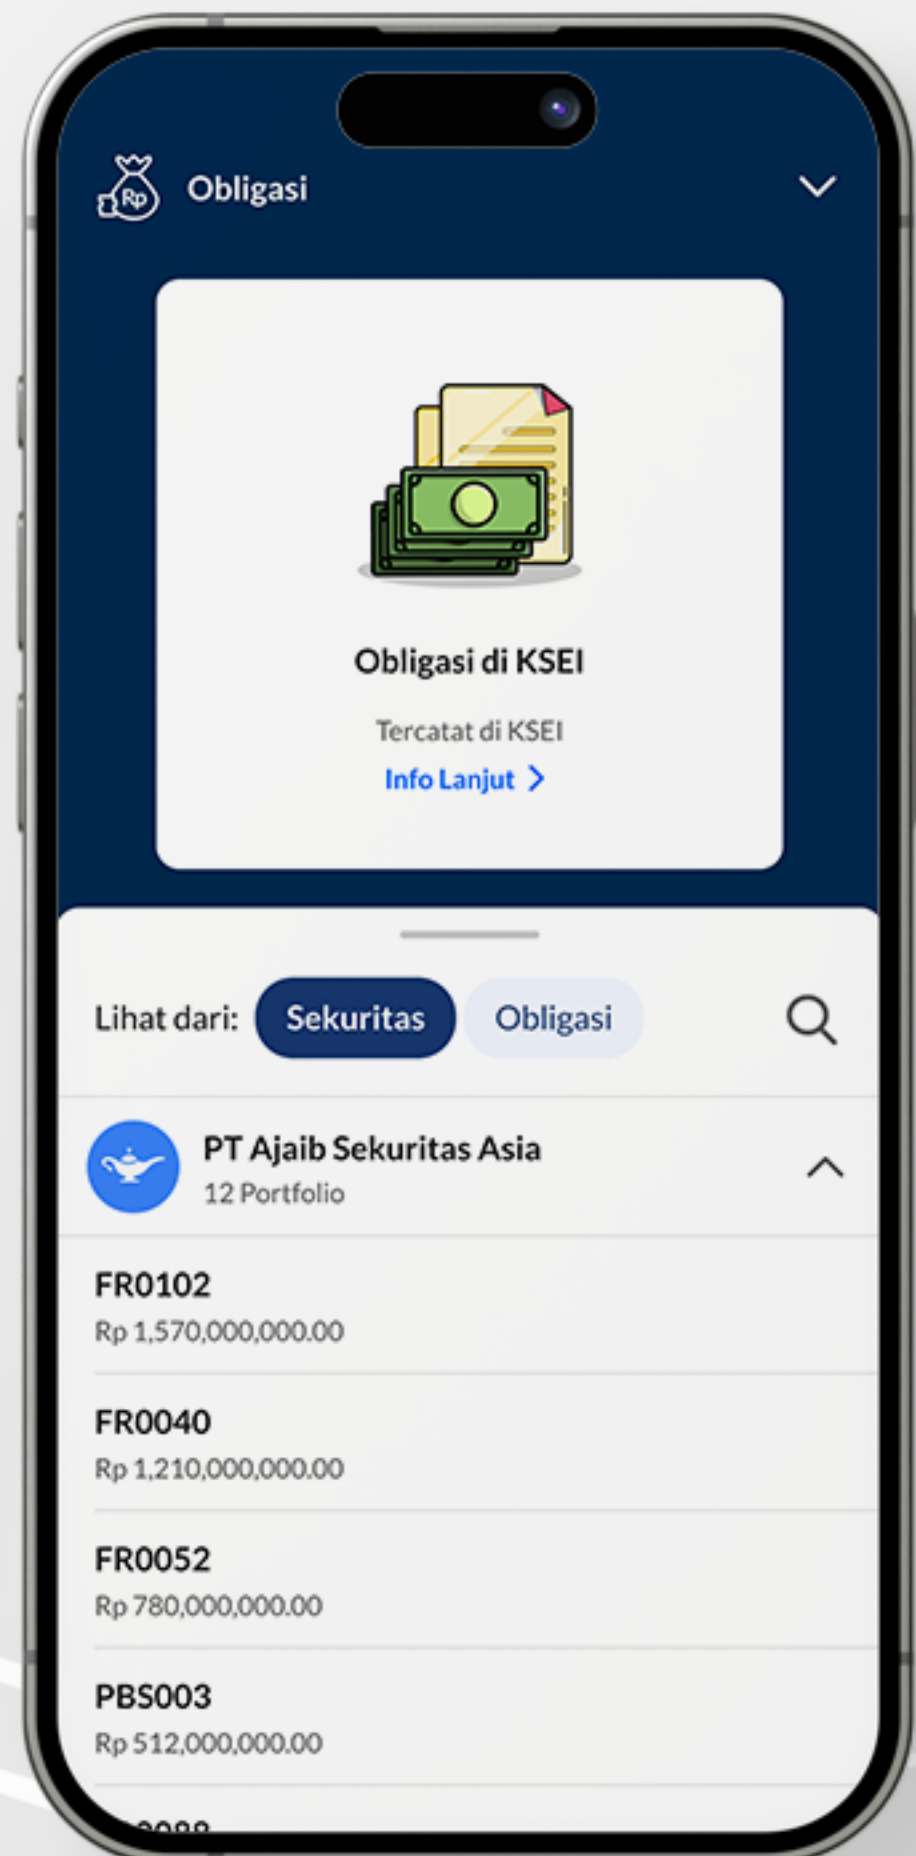 Rp
Obligasi
Obligasi di KSEI
Tercatat di KSEI
Info Lanjut >
Lihat dari: Sekuritas Obligasi
PT Ajaib Sekuritas Asia
12 Portfolio
FR0102
Rp 1,570,000,000.00
FR0040
Rp 1,210,000,000.00
FR0052
Rp 780,000,000.00
PBS003
Rp 512,000,000.00